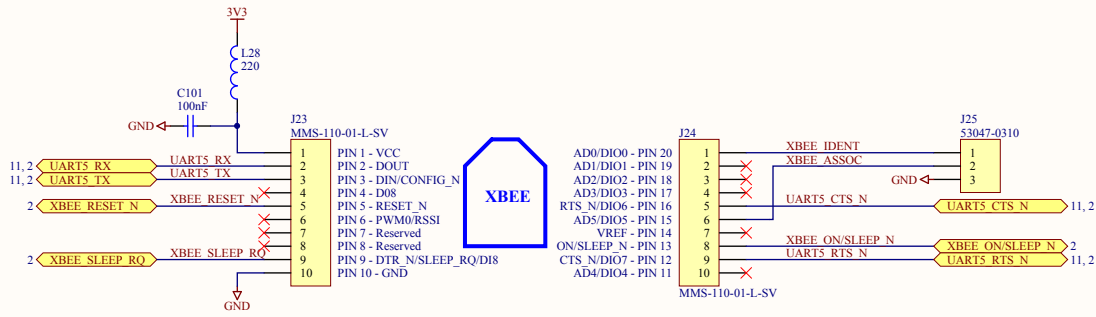 3V3
L28
220
C101
100nF
GND
J23
MMS-110-01-L-SV
1 PIN 1 - VCC
11, 2 UART5_RX UART5_RX 2 PIN 2 - DOUT
11, 2 UART5_TX UART5_TX 3 PIN 3 - DIN/CONFIG_N
4 PIN 4 - D08
2 XBEE_RESET_N XBEE_RESET_N 5 PIN 5 - RESET_N
6 PIN 6 - PWM0/RSSI
7 PIN 7 - Reserved
8 PIN 8 - Reserved
2 XBEE_SLEEP_RQ XBEE_SLEEP_RQ 9 PIN 9 - DTR_N/SLEEP_RQ/DI8
10 PIN 10 - GND
GND
XBEE
J24
J25
53047-0310
AD0/DIO0 - PIN 20 1 XBEE_IDENT 1
AD1/DIO1 - PIN 19 2 XBEE_ASSOC 2
AD2/DIO2 - PIN 18 3 GND 3
AD3/DIO3 - PIN 17 4
RTS_N/DIO6 - PIN 16 5 UART5_CTS_N UART5_CTS_N 11, 2
AD5/DIO5 - PIN 15 6
VREF - PIN 14 7
ON/SLEEP_N - PIN 13 8 XBEE_ON/SLEEP_N XBEE_ON/SLEEP_N 2
CTS_N/DIO7 - PIN 12 9 UART5_RTS_N UART5_RTS_N 11, 2
AD4/DIO4 - PIN 11 10
MMS-110-01-L-SV